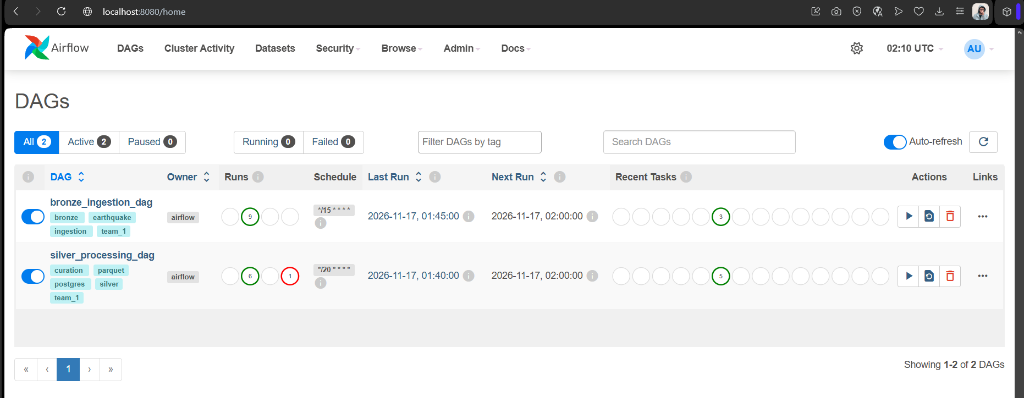 localhost:8080/home
Airflow DAGs Cluster Activity Datasets Security Browse Admin Docs 02:10 UTC AU
DAGs
All 2 Active 2 Paused 0 Running 0 Failed 0 Filter DAGs by tag Search DAGs Auto-refresh
i DAG Owner Runs i Schedule Last Run i Next Run i Recent Tasks i Actions Links
bronze_ingestion_dag
bronze earthquake
ingestion team_1
airflow 9 */15 * * * * i 2026-11-17, 01:45:00 i 2026-11-17, 02:00:00 i 3
silver_processing_dag
curation parquet
postgres silver
team_1
airflow 6 1 */20 * * * * i 2026-11-17, 01:40:00 i 2026-11-17, 02:00:00 i 5
« ‹ 1 › »
Showing 1-2 of 2 DAGs